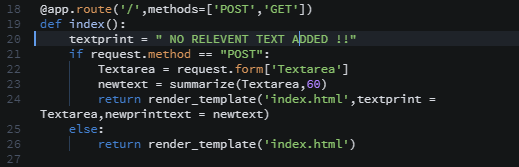 18 @app.route('/',methods=['POST','GET'])
19 def index():
20 textprint = " NO RELEVENT TEXT ADDED !!"
21 if request.method == "POST":
22 Textarea = request.form['Textarea']
23 newtext = summarize(Textarea,60)
24 return render_template('index.html',textprint =
Textarea,newprinttext = newtext)
25 else:
26 return render_template('index.html')
27